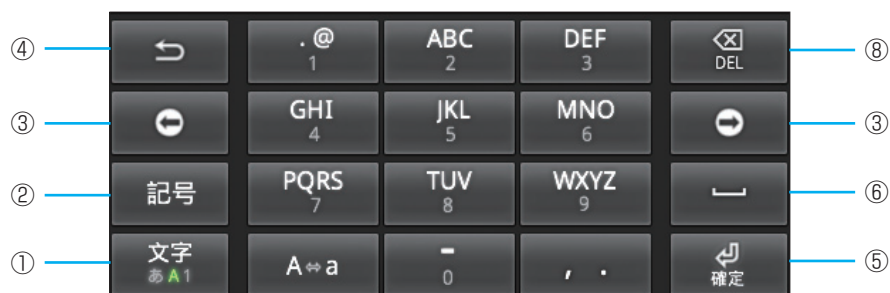 ④ . @ ABC DEF DEL ⑧
1 2 3
③ GHI JKL MNO ③
4 5 6
② 記号 PQRS TUV WXYZ ⑥
7 8 9
① 文字 A⇔a - , . 確定 ⑤
あA1 0